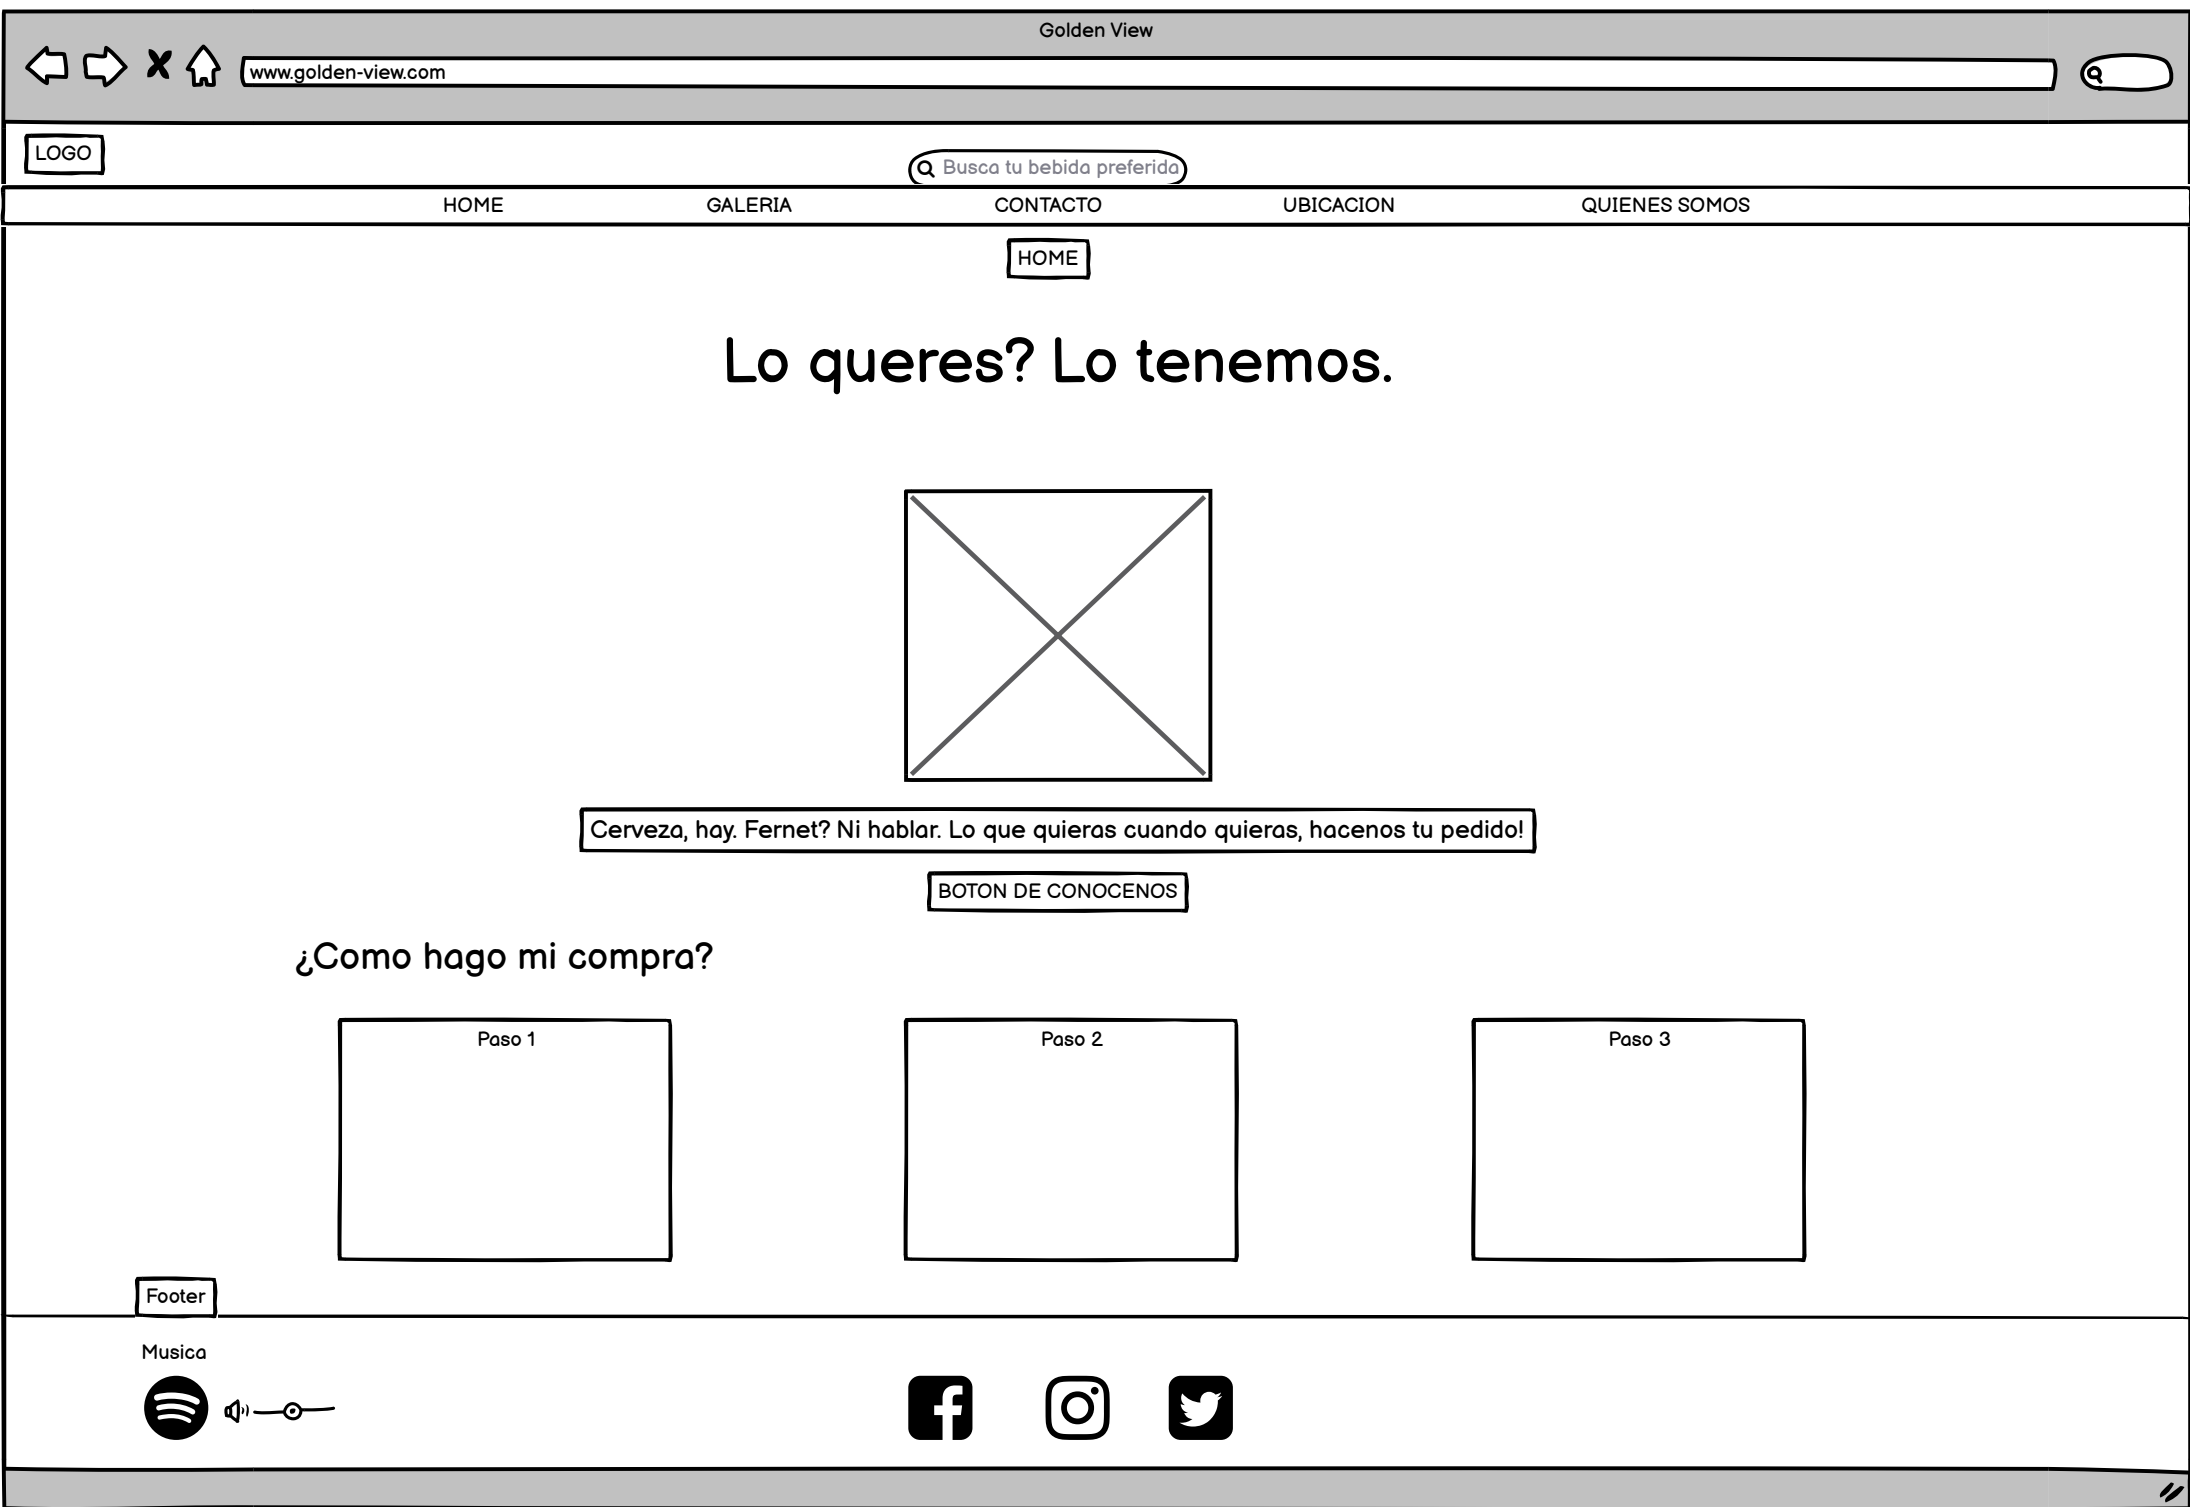 Golden View
www.golden-view.com
LOGO
Busca tu bebida preferida
HOME GALERIA CONTACTO UBICACION QUIENES SOMOS
HOME
Lo queres? Lo tenemos.
Cerveza, hay. Fernet? Ni hablar. Lo que quieras cuando quieras, hacenos tu pedido!
BOTON DE CONOCENOS
¿Como hago mi compra?
Paso 1 Paso 2 Paso 3
Footer
Musica